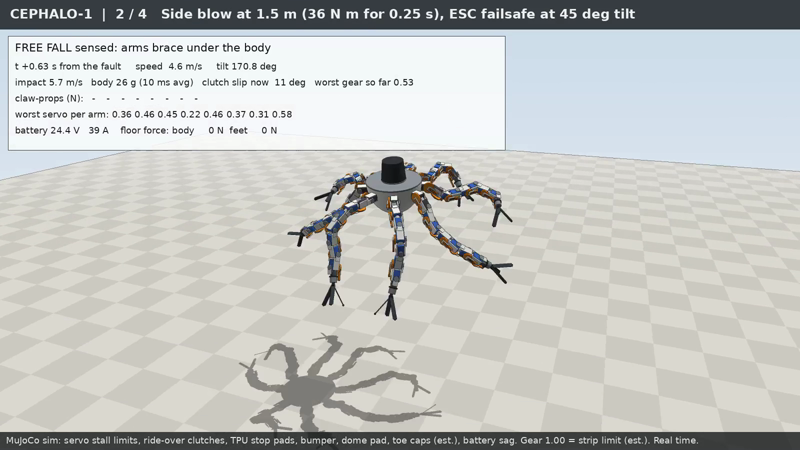 CEPHALO-1 | 2 / 4 Side blow at 1.5 m (36 N m for 0.25 s), ESC failsafe at 45 deg tilt
FREE FALL sensed: arms brace under the body
t +0.63 s from the fault speed 4.6 m/s tilt 170.8 deg
impact 5.7 m/s body 26 g (10 ms avg) clutch slip now 11 deg worst gear so far 0.53
claw-props (N): - - - - - - - -
worst servo per arm: 0.36 0.46 0.45 0.22 0.46 0.37 0.31 0.58
battery 24.4 V 39 A floor force: body 0 N feet 0 N
MuJoCo sim: servo stall limits, ride-over clutches, TPU stop pads, bumper, dome pad, toe caps (est.), battery sag. Gear 1.00 = strip limit (est.). Real time.